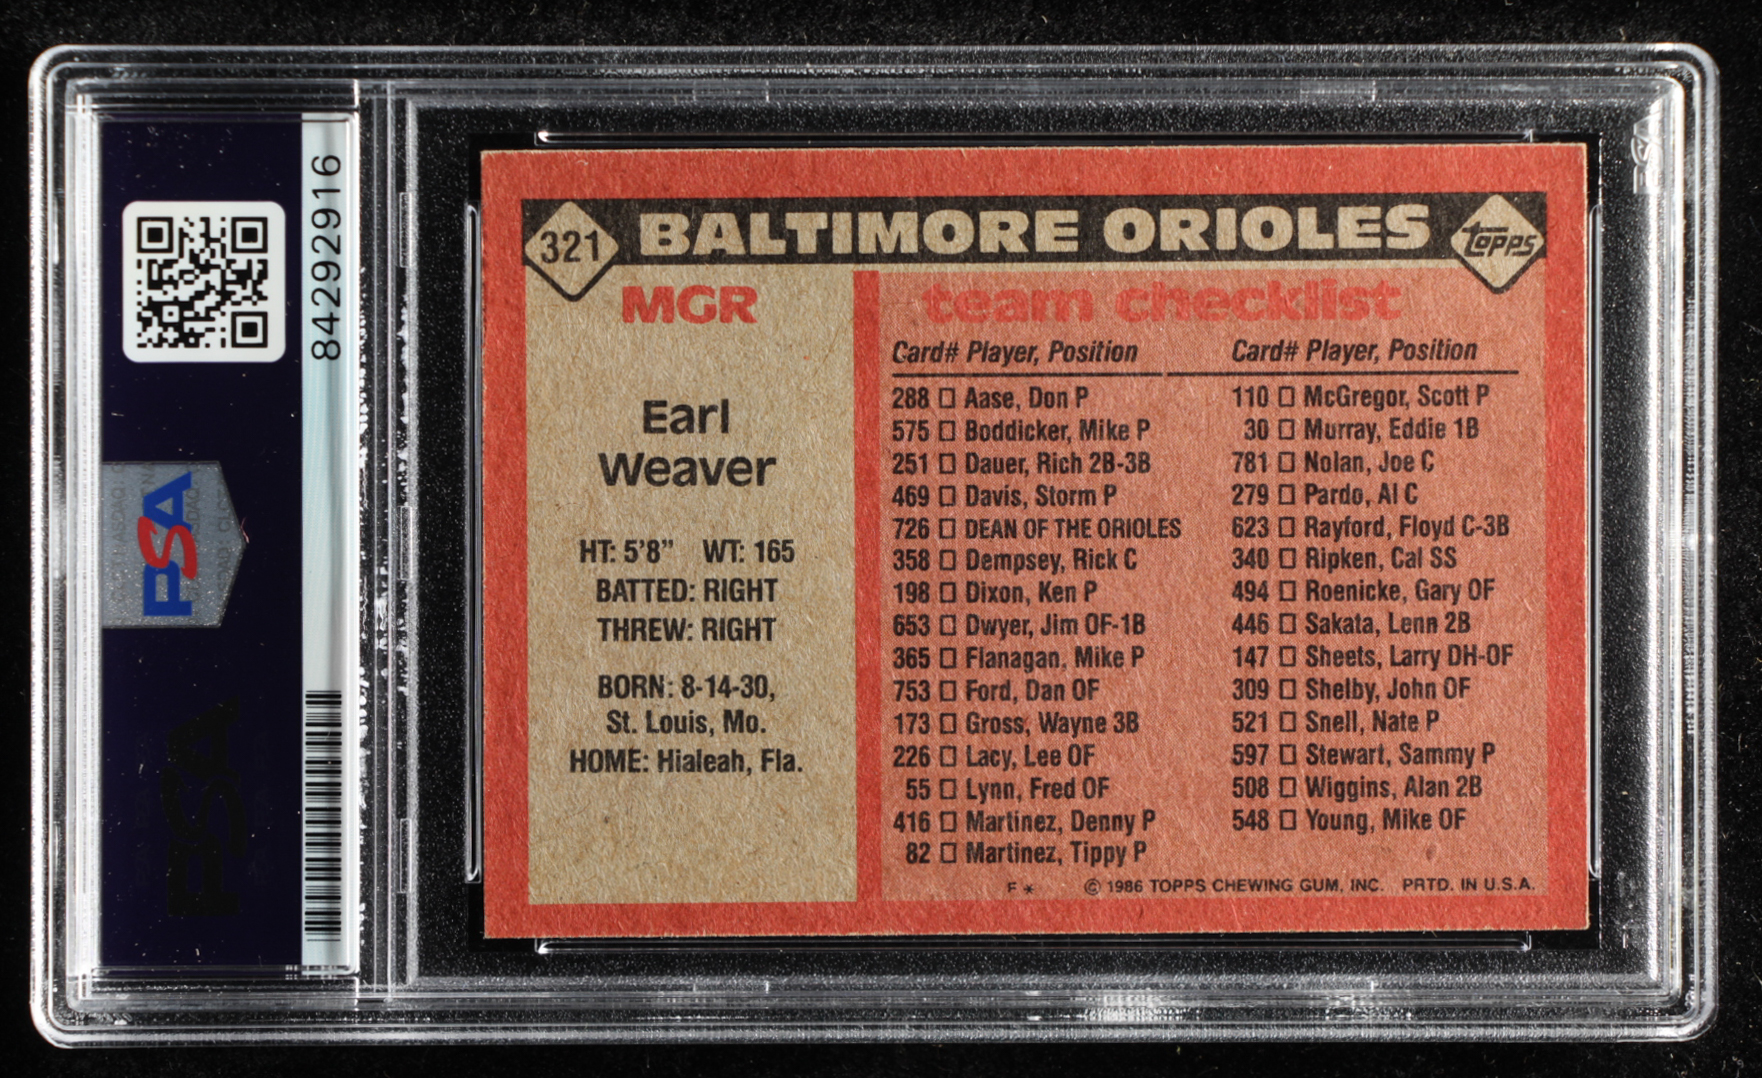 84292916
PSA
PSA
PSA
321 BALTIMORE ORIOLES topps
MGR
Earl
Weaver
HT: 5'8" WT: 165
BATTED: RIGHT
THREW: RIGHT
BORN: 8-14-30,
St. Louis, Mo.
HOME: Hialeah, Fla.
team checklist
Card# Player, Position
288 □ Aase, Don P
575 □ Boddicker, Mike P
251 □ Dauer, Rich 2B-3B
469 □ Davis, Storm P
726 □ DEAN OF THE ORIOLES
358 □ Dempsey, Rick C
198 □ Dixon, Ken P
653 □ Dwyer, Jim OF-1B
365 □ Flanagan, Mike P
753 □ Ford, Dan OF
173 □ Gross, Wayne 3B
226 □ Lacy, Lee OF
55 □ Lynn, Fred OF
416 □ Martinez, Denny P
82 □ Martinez, Tippy P
Card# Player, Position
110 □ McGregor, Scott P
30 □ Murray, Eddie 1B
781 □ Nolan, Joe C
279 □ Pardo, Al C
623 □ Rayford, Floyd C-3B
340 □ Ripken, Cal SS
494 □ Roenicke, Gary OF
446 □ Sakata, Lenn 2B
147 □ Sheets, Larry DH-OF
309 □ Shelby, John OF
521 □ Snell, Nate P
597 □ Stewart, Sammy P
508 □ Wiggins, Alan 2B
548 □ Young, Mike OF
F * © 1986 TOPPS CHEWING GUM, INC. PRTD. IN U.S.A.